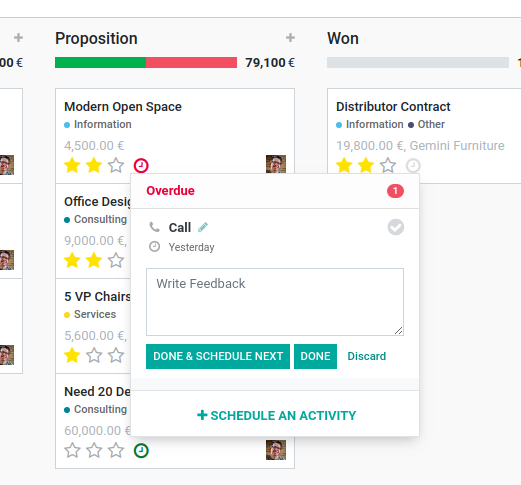 00 €
Proposition
79,100 €
Modern Open Space
Information
4,500.00 €
Office Desig
Consulting
9,000.00 €,
5 VP Chairs
Services
5,600.00 €,
Need 20 De
Consulting
60,000.00 €
Overdue
1
Call
Yesterday
Write Feedback
DONE & SCHEDULE NEXT
DONE
Discard
+ SCHEDULE AN ACTIVITY
Won
1
Distributor Contract
Information Other
19,800.00 €, Gemini Furniture